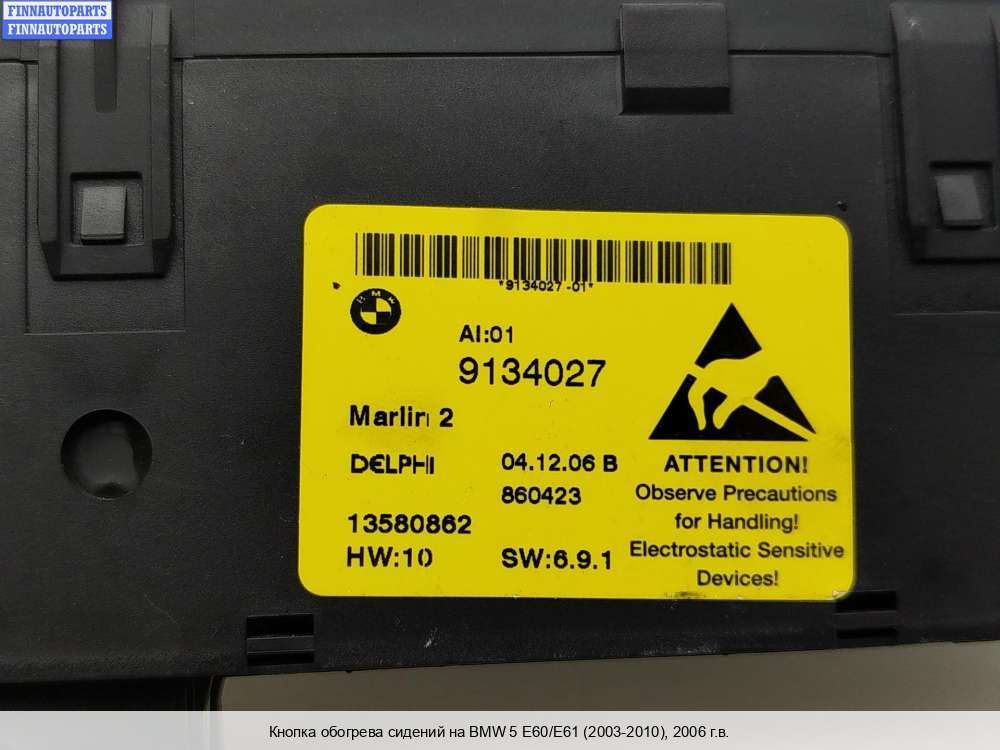 FINNAUTOPARTS
FINNAUTOPARTS
*9134027-01*
BMW
AI:01
9134027
Marlin 2
DELPHI
04.12.06 B
860423
13580862
HW:10
SW:6.9.1
ATTENTION!
Observe Precautions
for Handling!
Electrostatic Sensitive
Devices!
Кнопка обогрева сидений на BMW 5 E60/E61 (2003-2010), 2006 г.в.